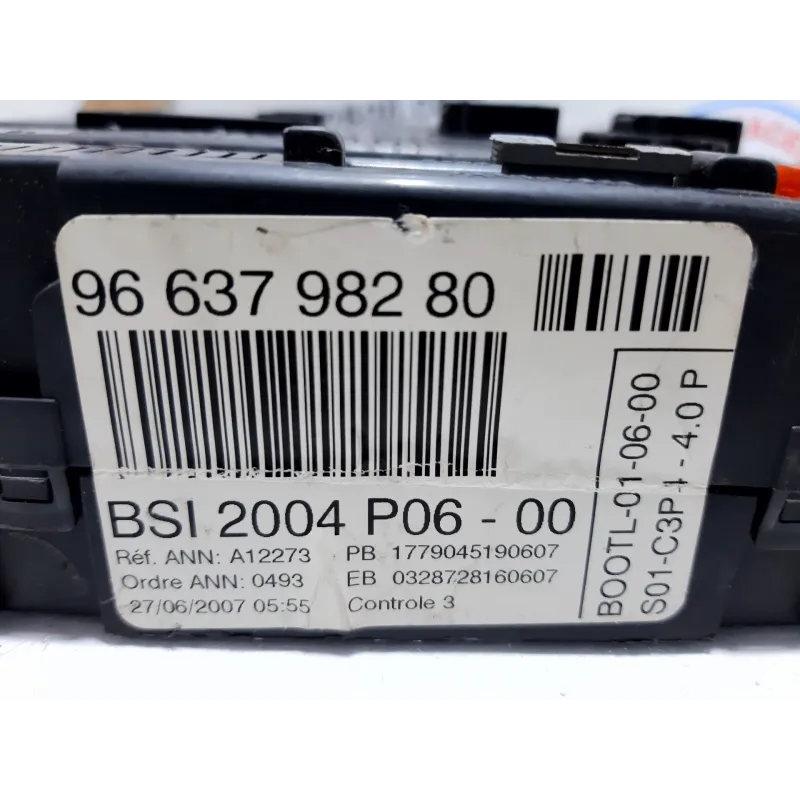 96 637 982 80
BSI 2004 P06 - 00
Réf. ANN: A12273 PB 1779045190607
Ordre ANN: 0493 EB 0328728160607
27/06/2007 05:55 Controle 3
BOOTL-01-06-00
S01-C3P4 - 4.0 P